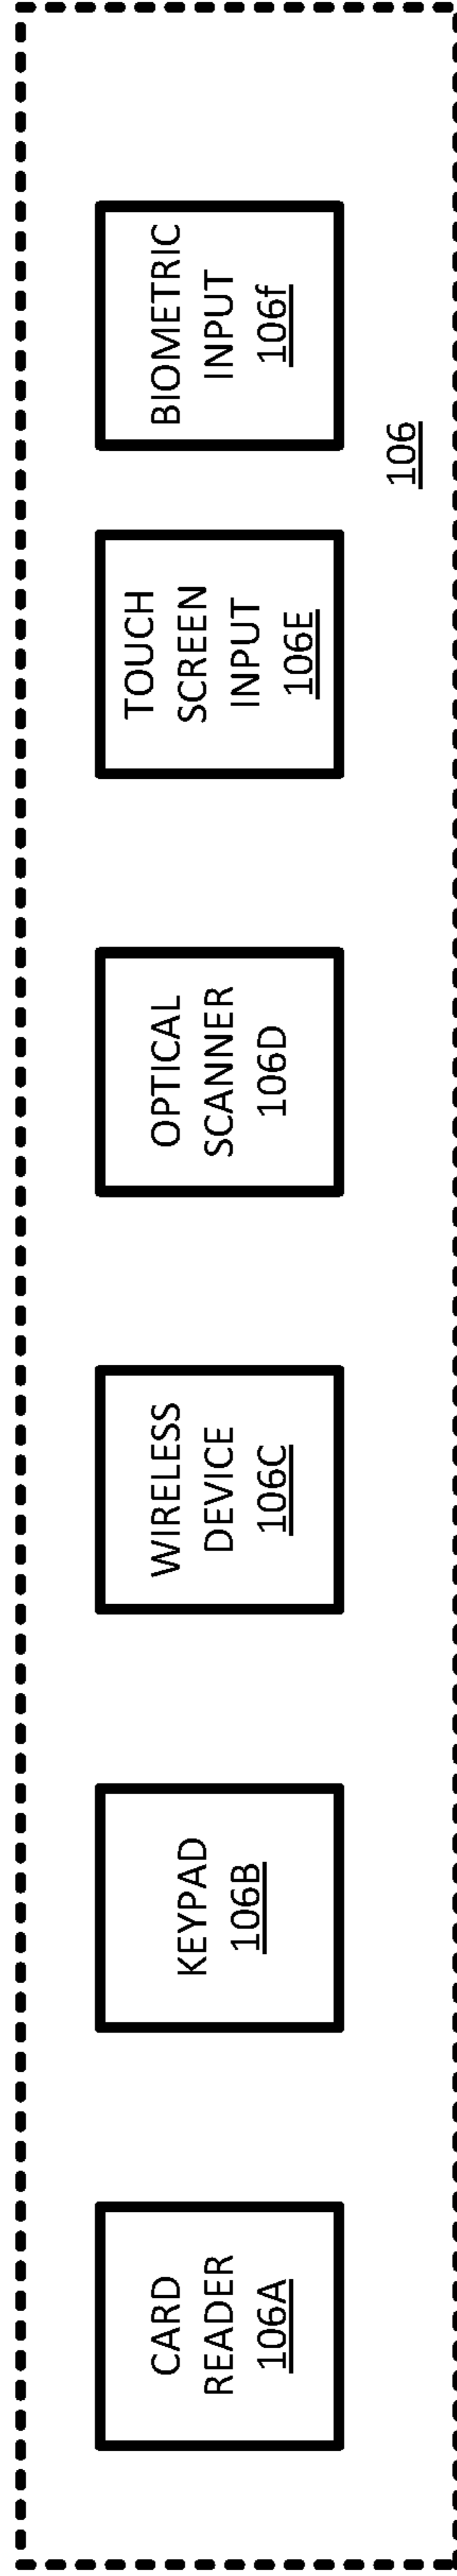 CARD
READER
106A
KEYPAD
106B
WIRELESS
DEVICE
106C
OPTICAL
SCANNER
106D
TOUCH
SCREEN
INPUT
106E
BIOMETRIC
INPUT
106f
106